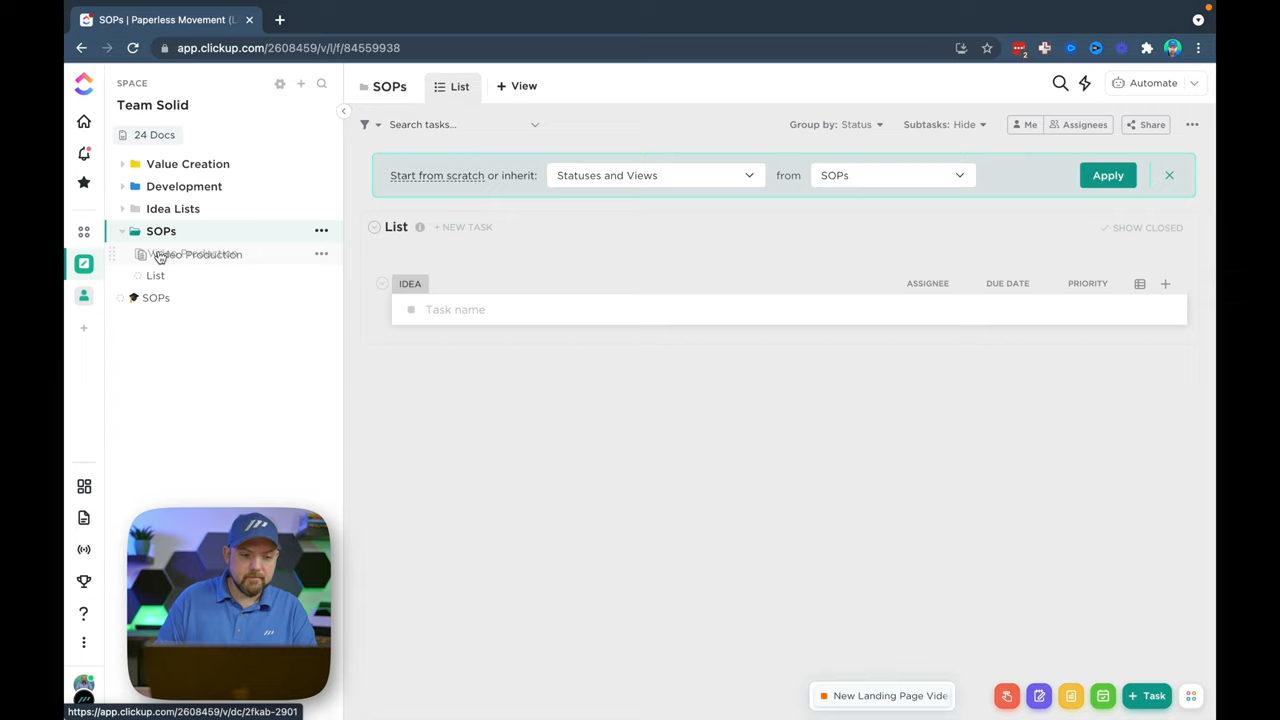 SOPs | Paperless Movement (L
app.clickup.com/2608459/v/l/f/84559938
2
SPACE
Team Solid
24 Docs
Value Creation
Development
Idea Lists
SOPs
Video Production
List
🎓 SOPs
SOPs
List
+ View
Automate
Search tasks...
Group by: Status
Subtasks: Hide
Me
Assignees
Share
Start from scratch or inherit:
Statuses and Views
from
SOPs
Apply
List
+ NEW TASK
SHOW CLOSED
IDEA
ASSIGNEE
DUE DATE
PRIORITY
Task name
New Landing Page Vide
+ Task
https://app.clickup.com/2608459/v/dc/2fkab-2901